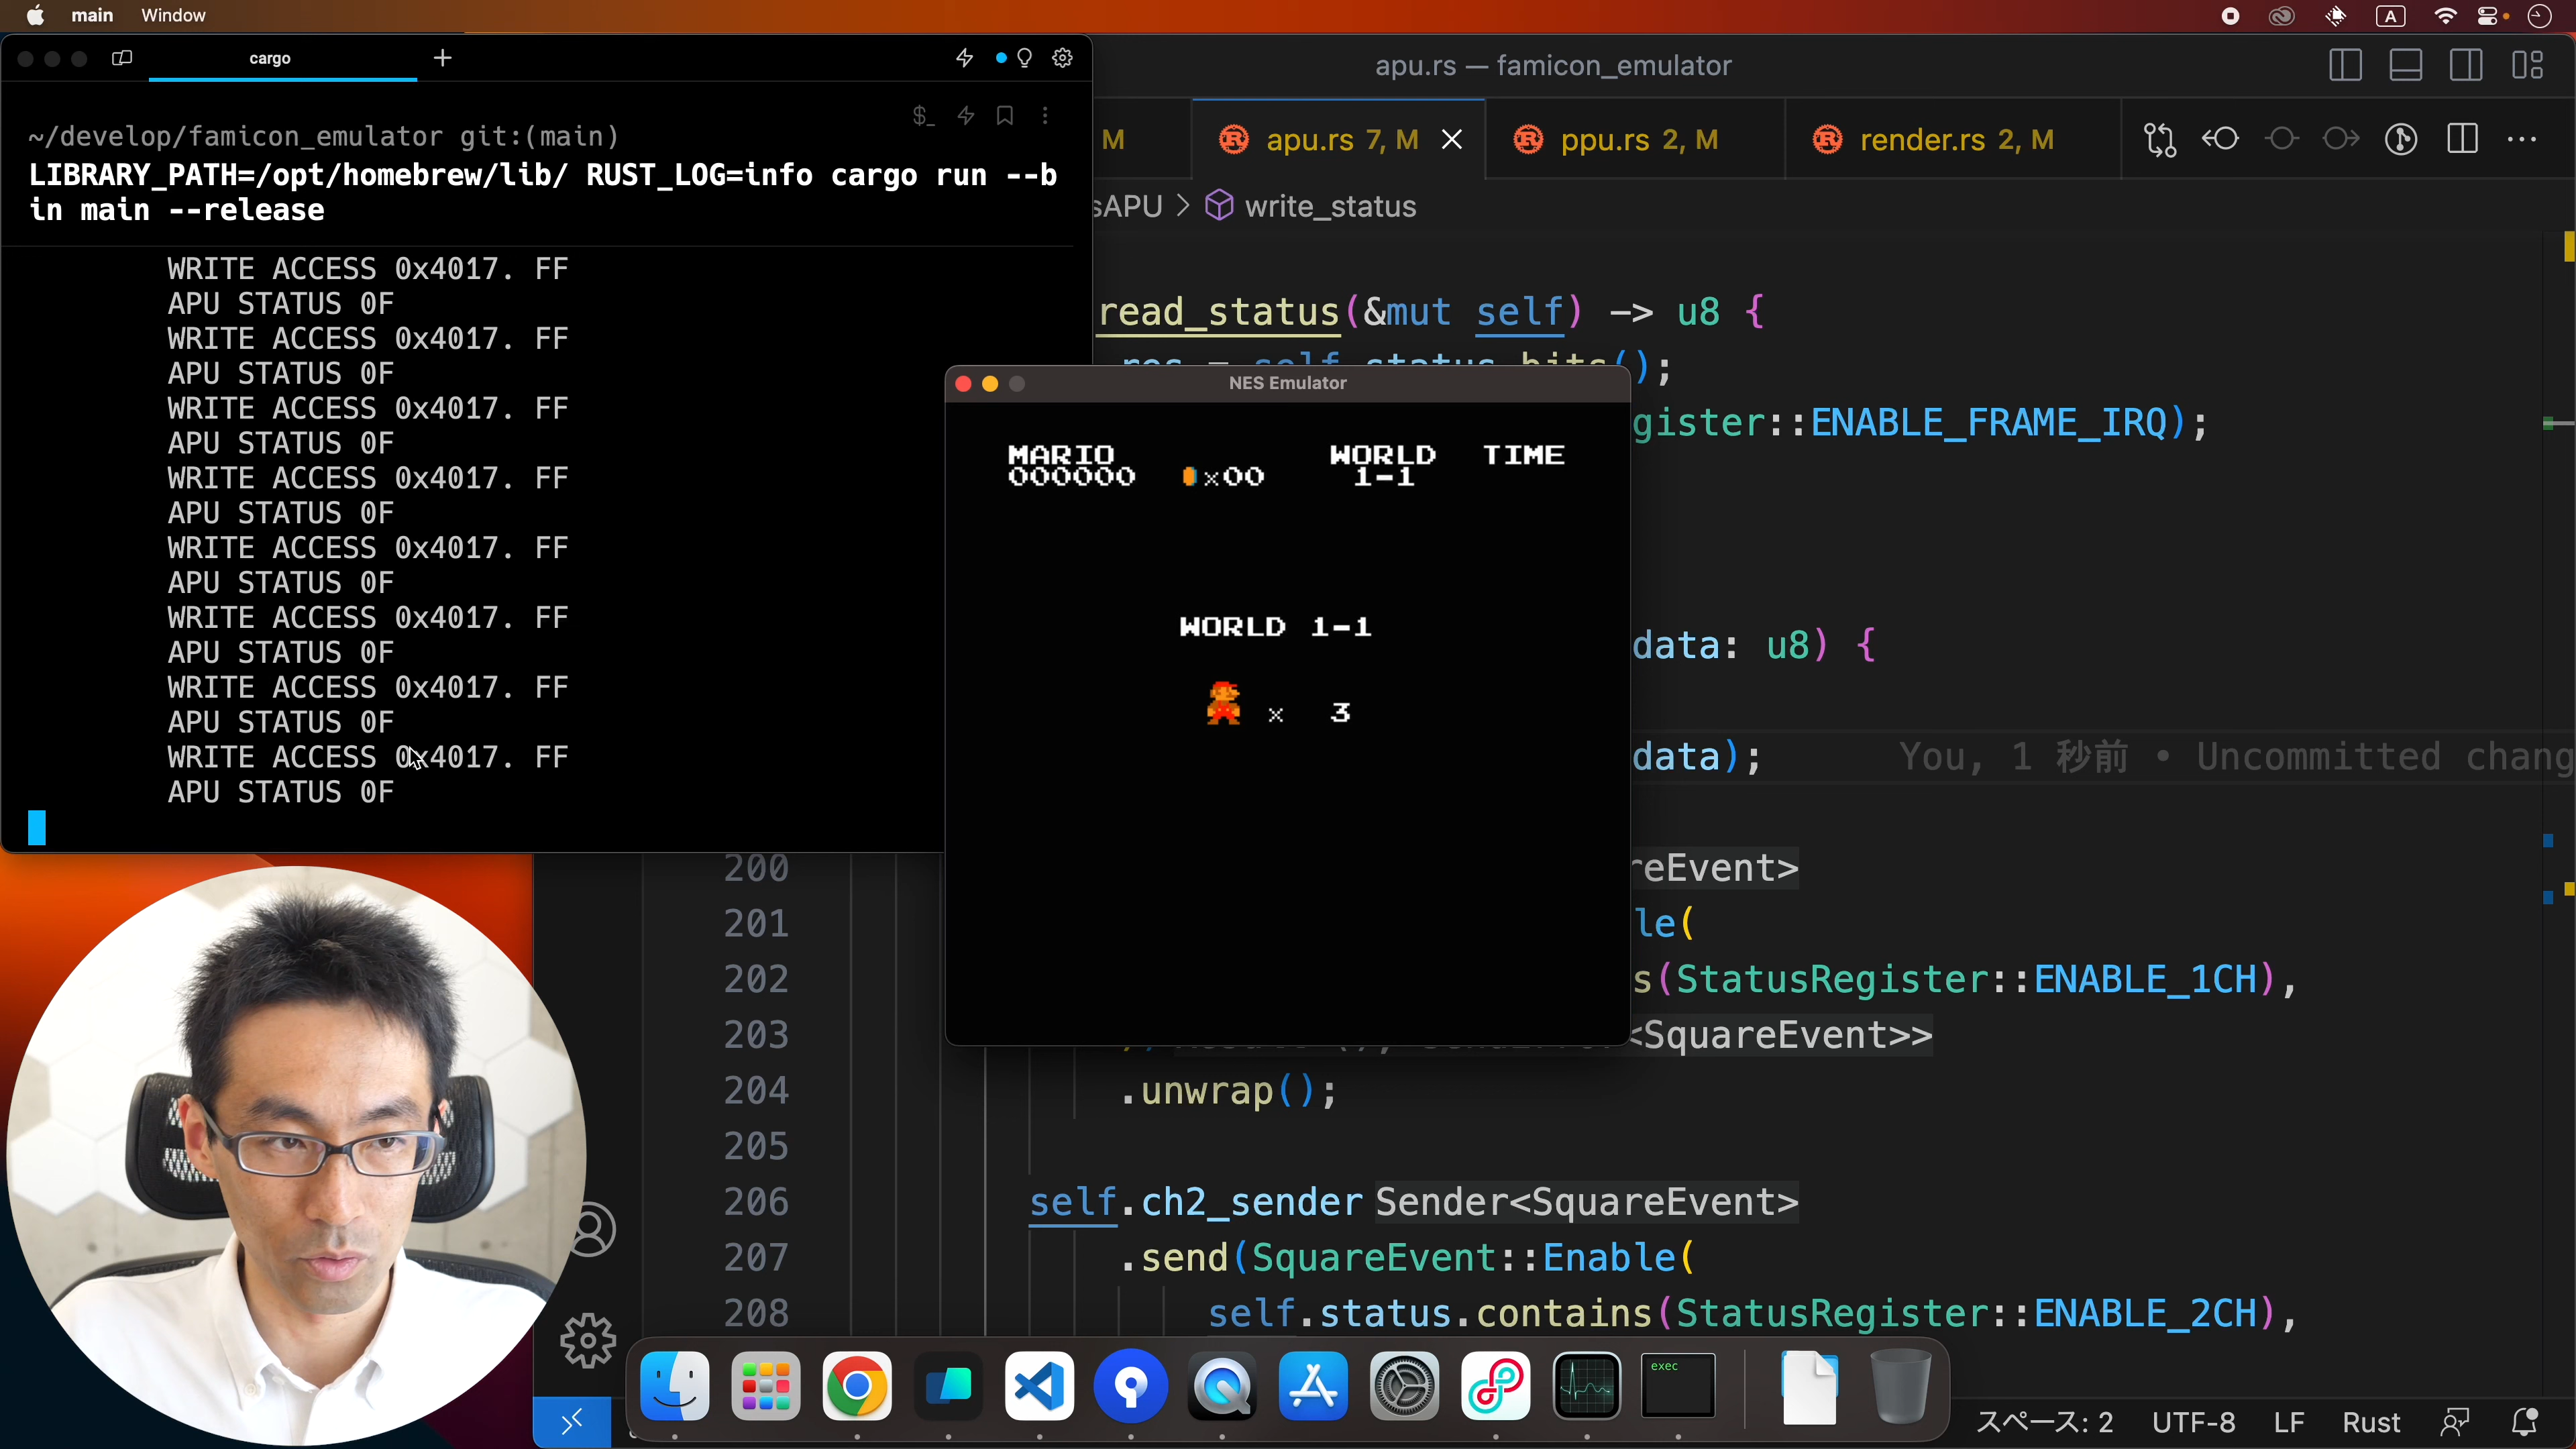 main Window
A
cargo
~/develop/famicon_emulator git:(main)
LIBRARY_PATH=/opt/homebrew/lib/ RUST_LOG=info cargo run --b
in main --release
WRITE ACCESS 0x4017. FF
APU STATUS 0F
WRITE ACCESS 0x4017. FF
APU STATUS 0F
WRITE ACCESS 0x4017. FF
APU STATUS 0F
WRITE ACCESS 0x4017. FF
APU STATUS 0F
WRITE ACCESS 0x4017. FF
APU STATUS 0F
WRITE ACCESS 0x4017. FF
APU STATUS 0F
WRITE ACCESS 0x4017. FF
APU STATUS 0F
WRITE ACCESS 0x4017. FF
APU STATUS 0F
apu.rs — famicon_emulator
M
apu.rs 7, M
ppu.rs 2, M
render.rs 2, M
sAPU > write_status
read_status(&mut self) -> u8 {
res = self.status.bits();
gister::ENABLE_FRAME_IRQ);
data: u8) {
data); You, 1 秒前 • Uncommitted chang
200 reEvent>
201 le(
202 s(StatusRegister::ENABLE_1CH),
203 <SquareEvent>>
204 .unwrap();
205
206 self.ch2_sender Sender<SquareEvent>
207 .send(SquareEvent::Enable(
208 self.status.contains(StatusRegister::ENABLE_2CH),
NES Emulator
MARIO WORLD TIME
000000 ×00 1-1
WORLD 1-1
× 3
exec
スペース: 2 UTF-8 LF Rust